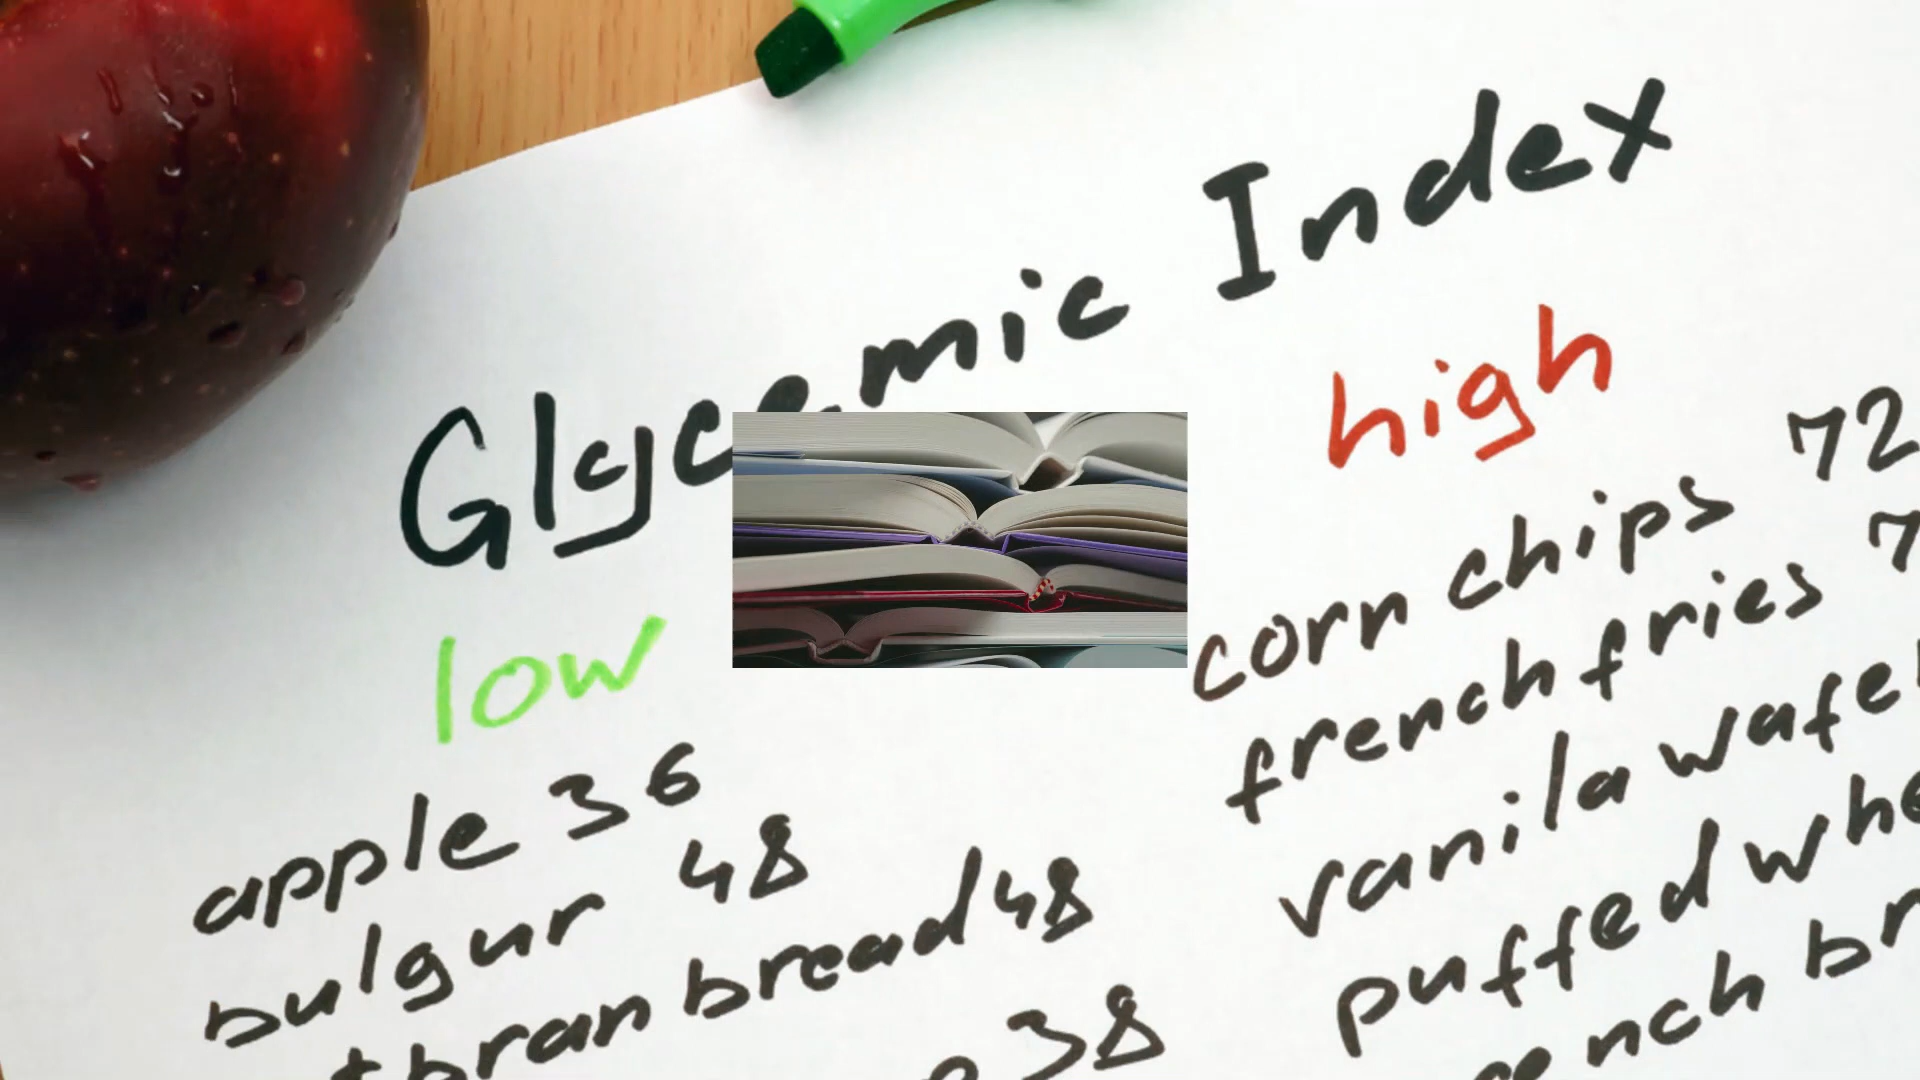 Glycemic Index
low
apple 36
bulgur 48
bran bread 48
38
high
corn chips 72
french fries 7
vanila wafe
puffed whe